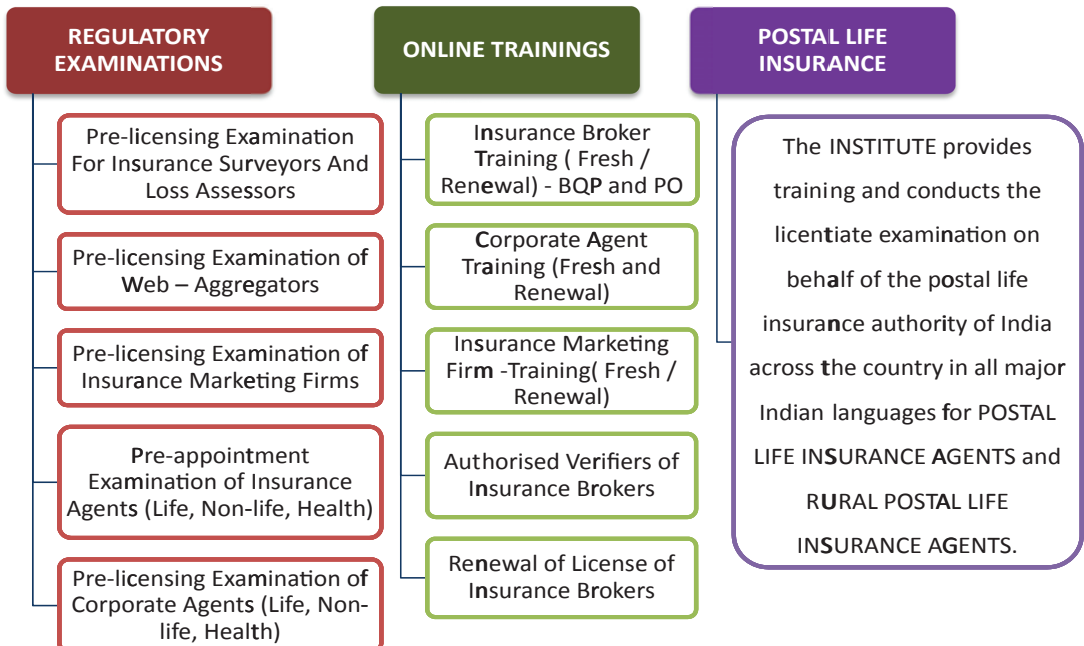 REGULATORY
EXAMINATIONS
Pre-licensing Examination
For Insurance Surveyors And
Loss Assessors
Pre-licensing Examination of
Web – Aggregators
Pre-licensing Examination of
Insurance Marketing Firms
Pre-appointment
Examination of Insurance
Agents (Life, Non-life, Health)
Pre-licensing Examination of
Corporate Agents (Life, Non-
life, Health)
ONLINE TRAININGS
Insurance Broker
Training ( Fresh /
Renewal) - BQP and PO
Corporate Agent
Training (Fresh and
Renewal)
Insurance Marketing
Firm -Training( Fresh /
Renewal)
Authorised Verifiers of
Insurance Brokers
Renewal of License of
Insurance Brokers
POSTAL LIFE
INSURANCE
The INSTITUTE provides
training and conducts the
licentiate examination on
behalf of the postal life
insurance authority of India
across the country in all major
Indian languages for POSTAL
LIFE INSURANCE AGENTS and
RURAL POSTAL LIFE
INSURANCE AGENTS.